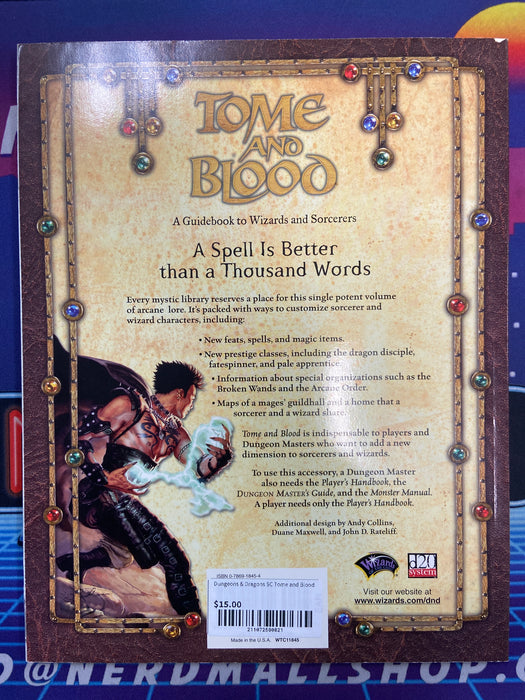 TOME
AND
BLOOD
A Guidebook to Wizards and Sorcerers
A Spell Is Better
than a Thousand Words
Every mystic library reserves a place for this single potent volume
of arcane lore. It's packed with ways to customize sorcerer and
wizard characters, including:
• New feats, spells, and magic items.
• New prestige classes, including the dragon disciple,
fatespinner, and pale apprentice.
• Information about special organizations such as the
Broken Wands and the Arcane Order.
• Maps of a mages' guildhall and a home that a
sorcerer and a wizard share.
Tome and Blood is indispensable to players and
Dungeon Masters who want to add a new
dimension to sorcerers and wizards.
To use this accessory, a Dungeon Master
also needs the Player's Handbook, the
DUNGEON MASTER'S Guide, and the Monster Manual.
A player needs only the Player's Handbook.
Additional design by Andy Collins,
Duane Maxwell, and John D. Rateliff.
Wizards
d20
system
Visit our website at
www.wizards.com/dnd
ISBN 0-7869-1845-4
Dungeons & Dragons SC Tome and Blood
$15.00
211072500821
Made in the U.S.A. WTC11845
O@NERDMALLSHOP.CO